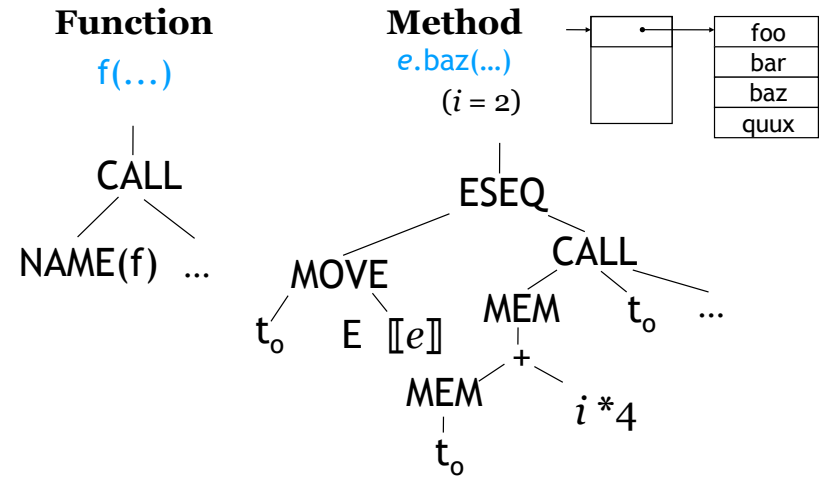 Function
f(...)
CALL
NAME(f) ...
Method
e.baz(...)
(i = 2)
foo
bar
baz
quux
ESEQ
MOVE
CALL
t₀
E ⟦e⟧
MEM
t₀
...
+
MEM
i *4
t₀